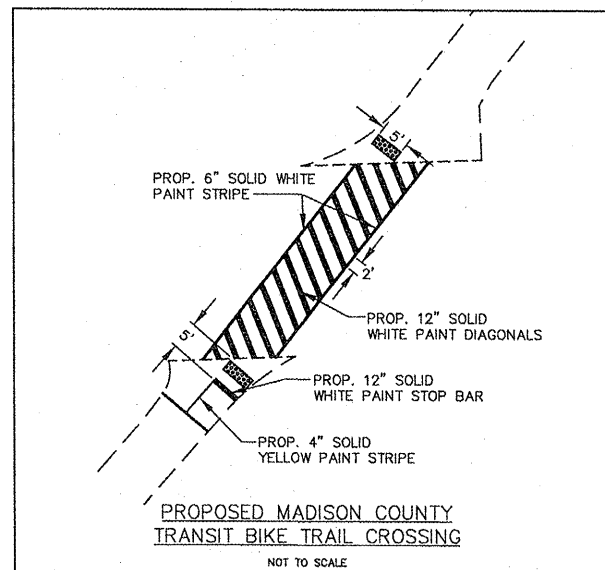 5'
PROP. 6" SOLID WHITE
PAINT STRIPE
2'
PROP. 12" SOLID
WHITE PAINT DIAGONALS
5'
PROP. 12" SOLID
WHITE PAINT STOP BAR
PROP. 4" SOLID
YELLOW PAINT STRIPE
PROPOSED MADISON COUNTY
TRANSIT BIKE TRAIL CROSSING
NOT TO SCALE